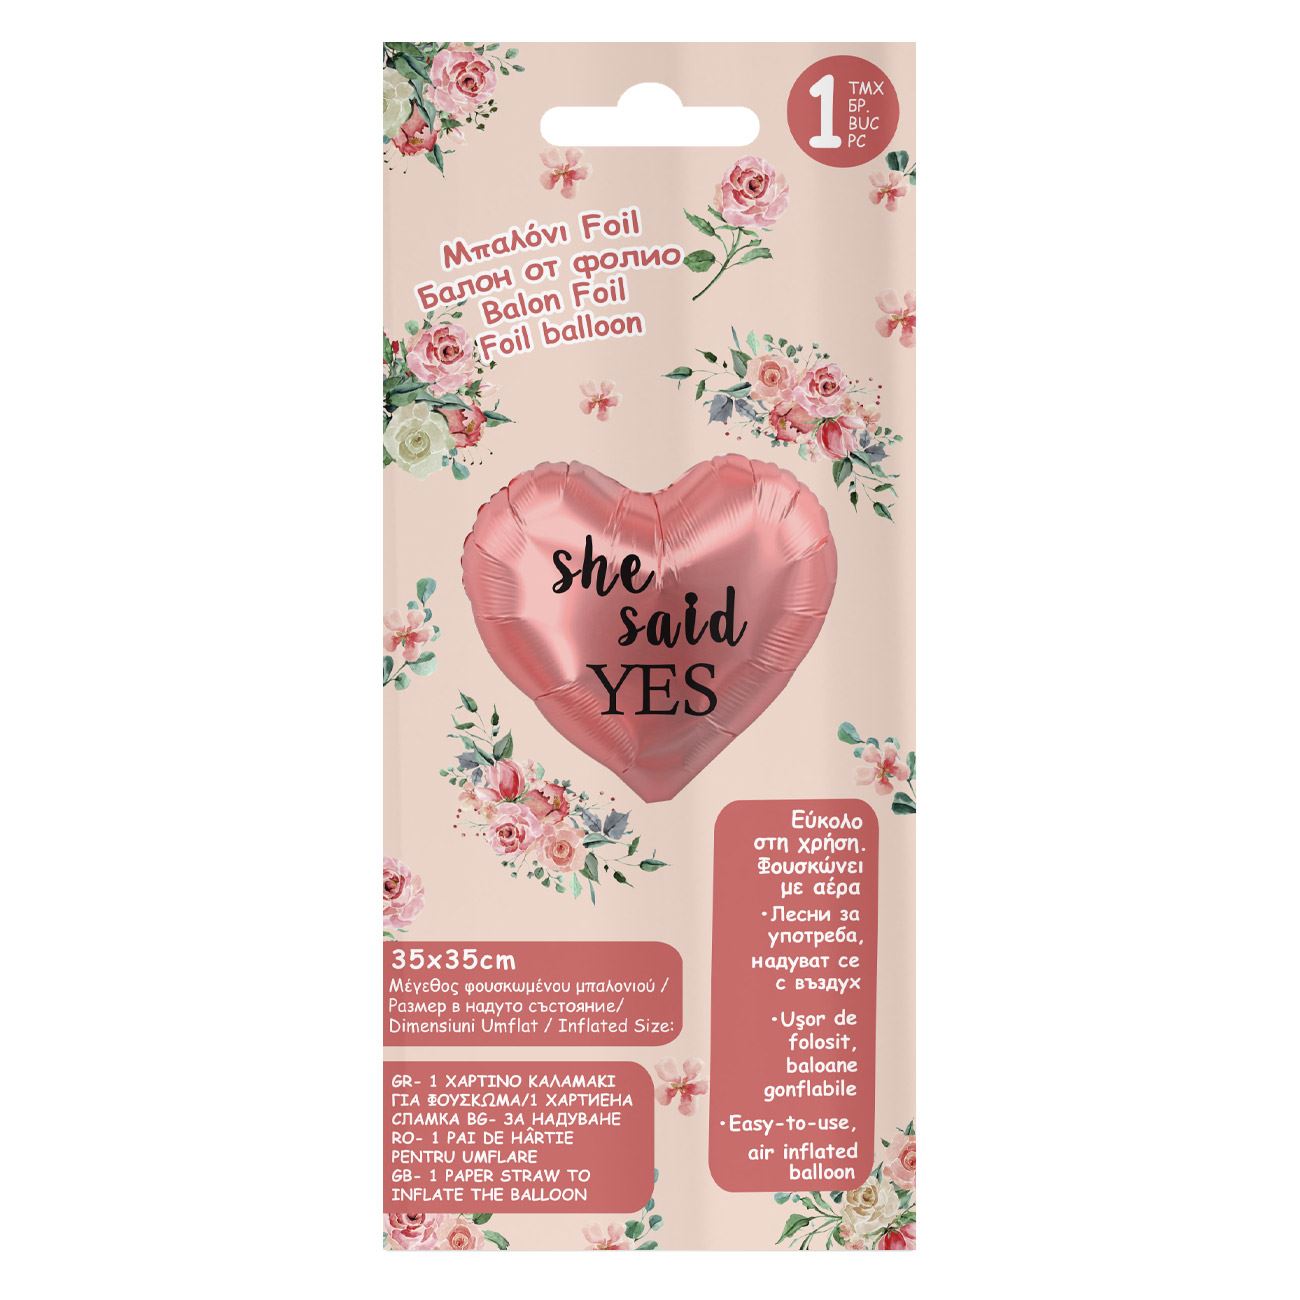 1
ΤΜΧ
БР.
BUC
PC
Μπαλόνι Foil
Балон от фолио
Balon Foil
Foil balloon
she
said
YES
Εύκολο
στη χρήση.
Φουσκώνει
με αέρα
·Лесни за
употреба,
надуват се
с въздух
·Uşor de
folosit,
baloane
gonflabile
·Easy-to-use,
air inflated
balloon
35x35cm
Μέγεθος φουσκωμένου μπαλονιού /
Размер в надуто състояние/
Dimensiuni Umflat / Inflated Size:
GR- 1 ΧΑΡΤΙΝΟ ΚΑΛΑΜΑΚΙ
ΓΙΑ ΦΟΥΣΚΩΜΑ/1 ХАРТИЕНА
СЛАМКА BG- ЗА НАДУВАНЕ
RO- 1 PAI DE HÂRTIE
PENTRU UMFLARE
GB- 1 PAPER STRAW TO
INFLATE THE BALLOON